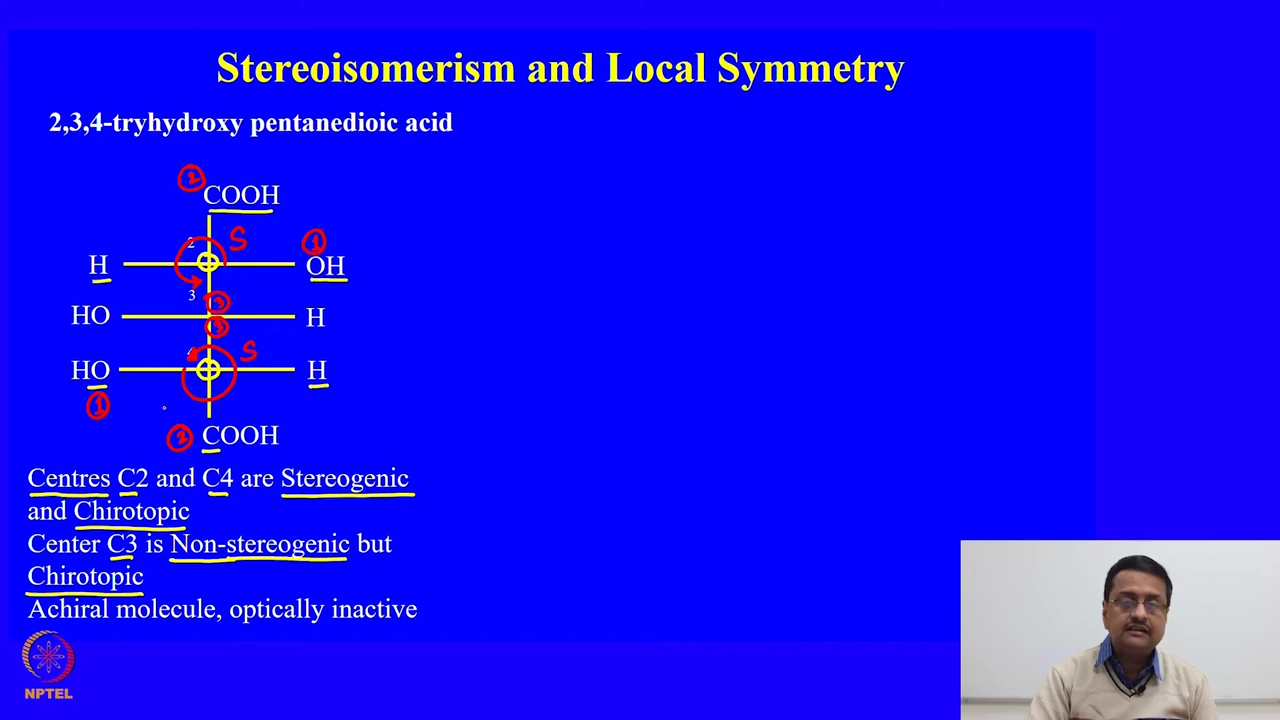 Stereoisomerism and Local Symmetry
2,3,4-tryhydroxy pentanedioic acid
2
COOH
2 S 1
H OH
3 3
HO H
3
4 S
HO H
1
2 COOH
Centres C2 and C4 are Stereogenic
and Chirotopic
Center C3 is Non-stereogenic but
Chirotopic
Achiral molecule, optically inactive
NPTEL